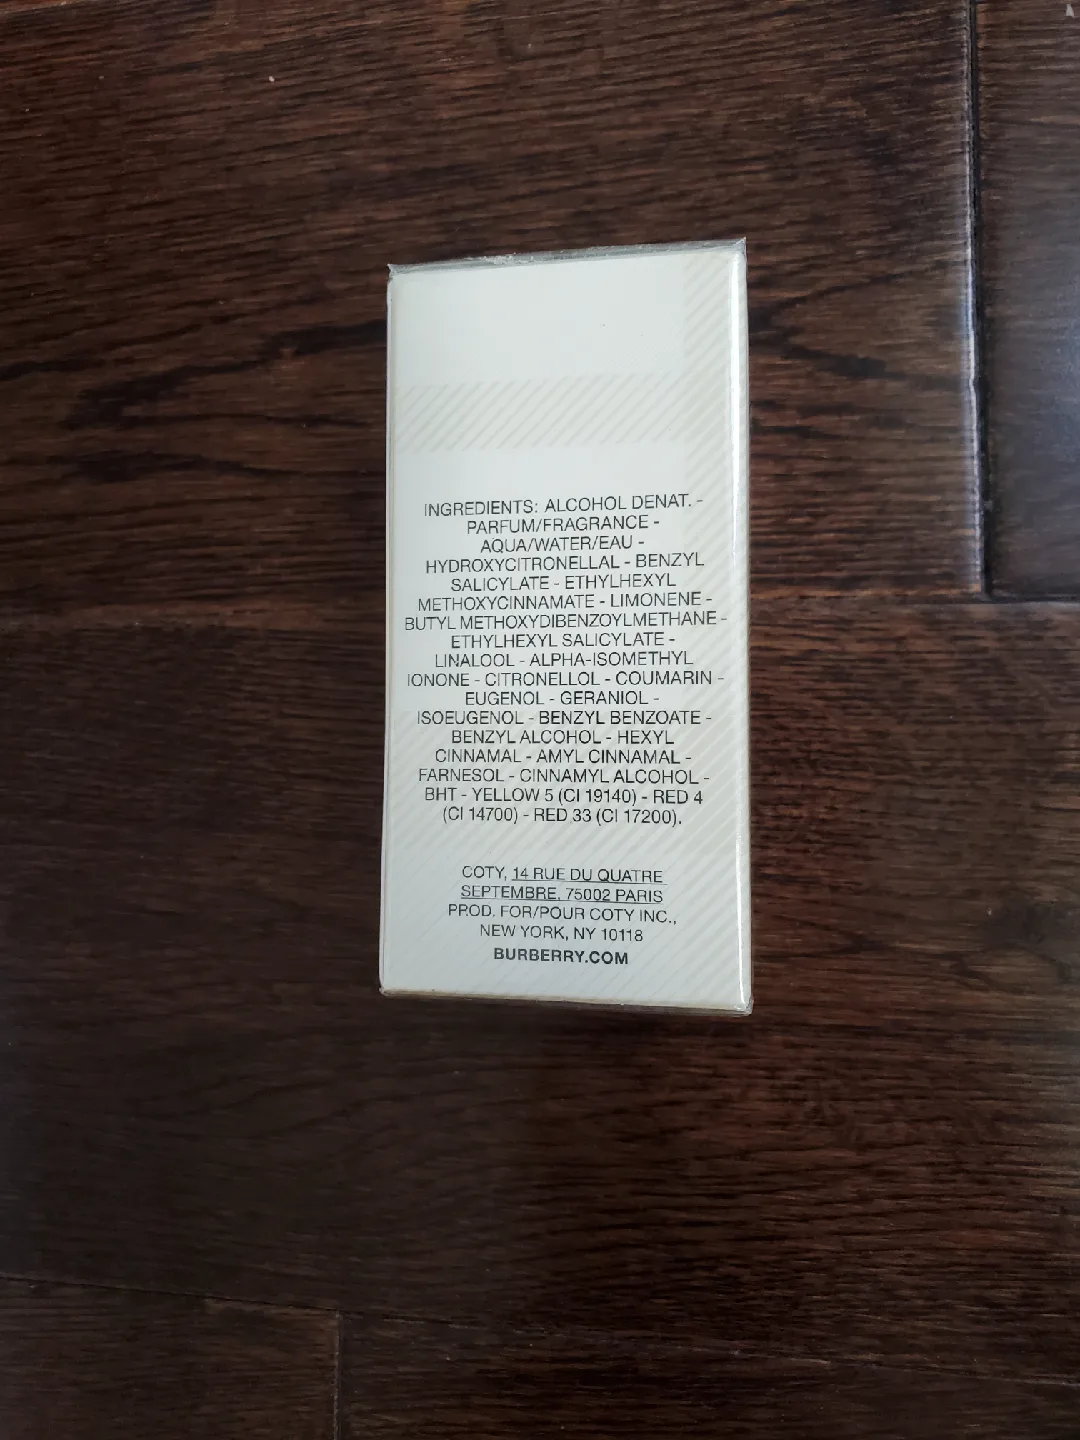 INGREDIENTS: ALCOHOL DENAT. -
PARFUM/FRAGRANCE -
AQUA/WATER/EAU -
HYDROXYCITRONELLAL - BENZYL
SALICYLATE - ETHYLHEXYL
METHOXYCINNAMATE - LIMONENE -
BUTYL METHOXYDIBENZOYLMETHANE -
ETHYLHEXYL SALICYLATE -
LINALOOL - ALPHA-ISOMETHYL
IONONE - CITRONELLOL - COUMARIN -
EUGENOL - GERANIOL -
ISOEUGENOL - BENZYL BENZOATE -
BENZYL ALCOHOL - HEXYL
CINNAMAL - AMYL CINNAMAL -
FARNESOL - CINNAMYL ALCOHOL -
BHT - YELLOW 5 (CI 19140) - RED 4
(CI 14700) - RED 33 (CI 17200).
COTY, 14 RUE DU QUATRE
SEPTEMBRE, 75002 PARIS
PROD. FOR/POUR COTY INC.,
NEW YORK, NY 10118
BURBERRY.COM